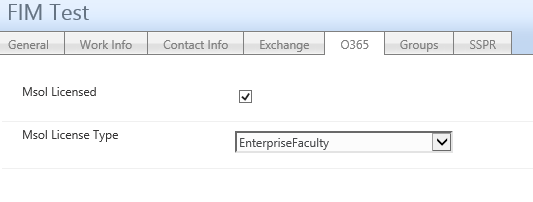 FIM Test
General Work Info Contact Info Exchange O365 Groups SSPR
Msol Licensed
Msol License Type EnterpriseFaculty